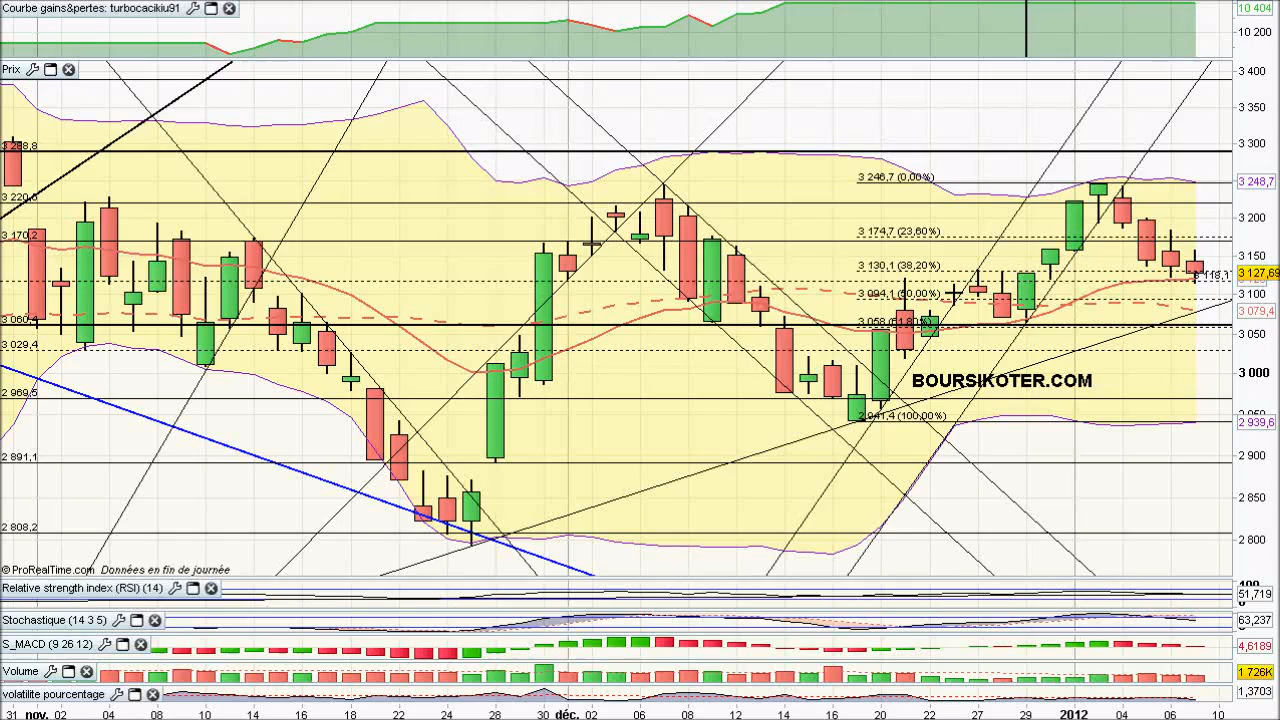 Courbe gains&pertes: turbocacikiu91
10 404
10 200
Prix
3 400
3 350
3 300
3 288,8
3 246,7 (0,00%)
3 248,7
3 220,6
3 200
3 170,2
3 174,7 (23,60%)
3 150
3 130,1 (38,20%)
3 127,69
3 118,1
3 094,1 (50,00%)
3 100
3 079,4
3 058 (61,80%)
3 050
3 029,4
3 000
BOURSIKOTER.COM
2 969,5
2 950
2 941,4 (100,00%)
2 939,6
2 900
2 891,1
2 850
2 808,2
2 800
© ProRealTime.com Données en fin de journée
Relative strength index (RSI) (14)
100
51,719
0
Stochastique (14 3 5)
63,237
S_MACD (9 26 12)
4,6189
Volume
1 726K
volatilite pourcentage
1,3703
31 nov. 02 04 08 10 14 16 18 22 24 28 30 déc. 02 06 08 12 14 16 20 22 27 29 2012 04 06 10